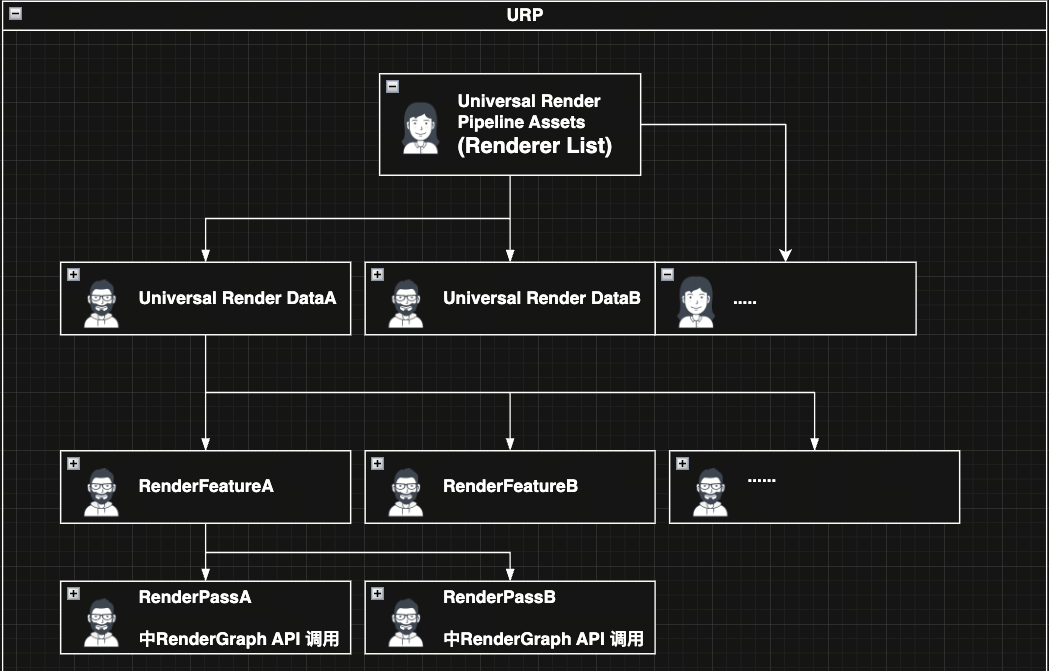 URP
Universal Render
Pipeline Assets
(Renderer List)
Universal Render DataA
Universal Render DataB
.....
RenderFeatureA
RenderFeatureB
......
RenderPassA
中RenderGraph API 调用
RenderPassB
中RenderGraph API 调用